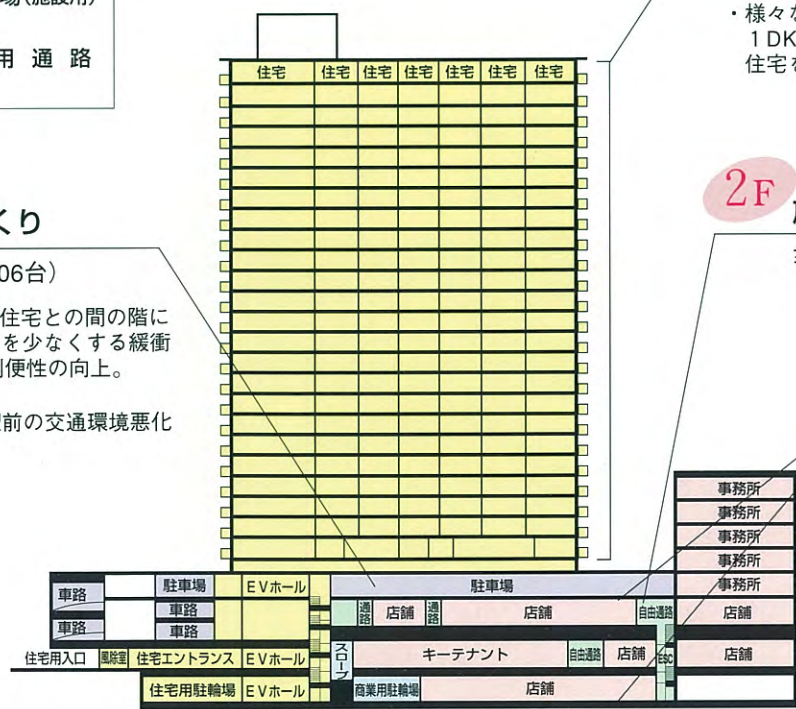 場（施設用）
用 通 路
・様々な
1DK
住宅を
くり
06台）
住宅との間の階に
を少なくする緩衝
利便性の向上。
駅前の交通環境悪化
2F
住宅 住宅 住宅 住宅 住宅 住宅 住宅
事務所
事務所
事務所
事務所
車路 駐車場 EVホール 駐車場 事務所
車路 車路 車路
通路 店舗 通路 店舗 自由通路 店舗
住宅用入口 風除室 住宅エントランス EVホール スロープ キーテナント 自由通路 店舗 ESC 店舗
住宅用駐輪場 EVホール 商業用駐輪場 店舗